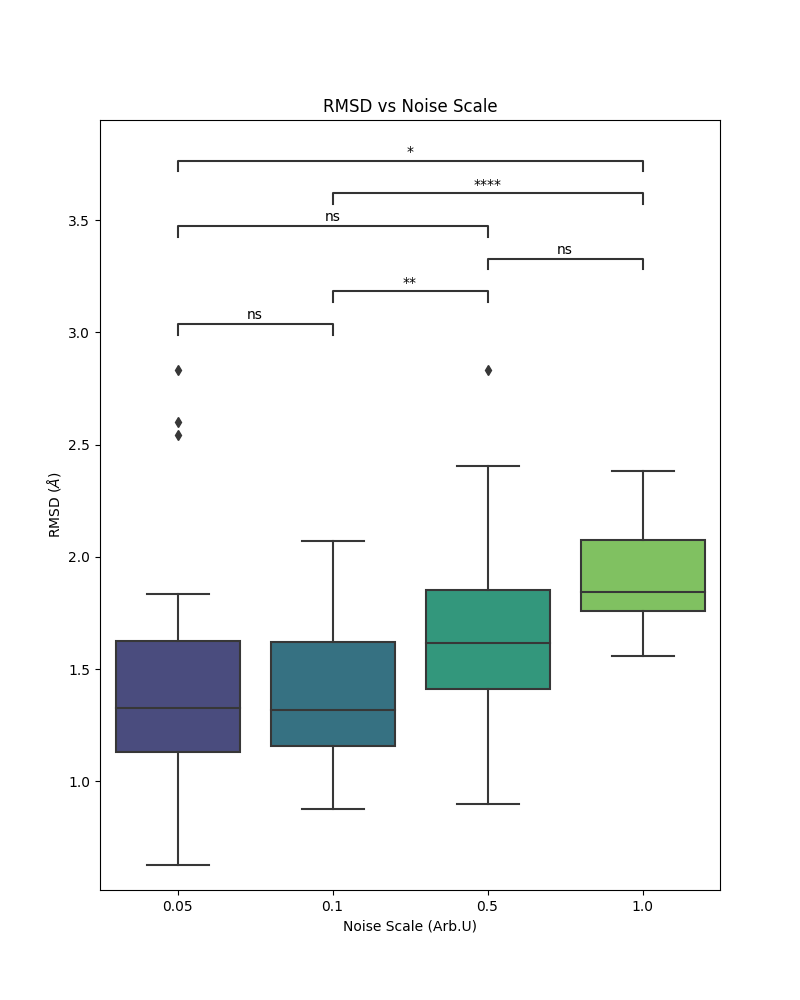 RMSD vs Noise Scale
*
****
ns
ns
**
ns
3.5
3.0
2.5
2.0
1.5
1.0
RMSD (Å)
0.05 0.1 0.5 1.0
Noise Scale (Arb.U)